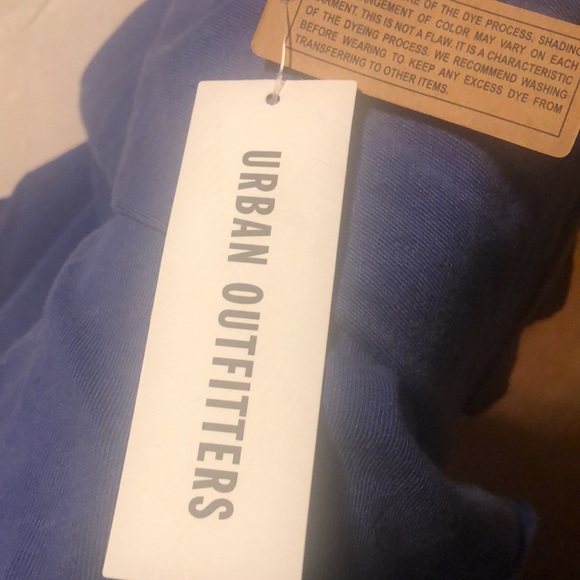 OF THE DYE PROCESS, SHADING
OF COLOR MAY VARY ON EACH
THIS IS NOT A FLAW. IT IS A CHARACTERISTIC
OF THE DYEING PROCESS. WE RECOMMEND WASHING
BEFORE WEARING TO KEEP ANY EXCESS DYE FROM
TRANSFERRING TO OTHER ITEMS.
URBAN OUTFITTERS